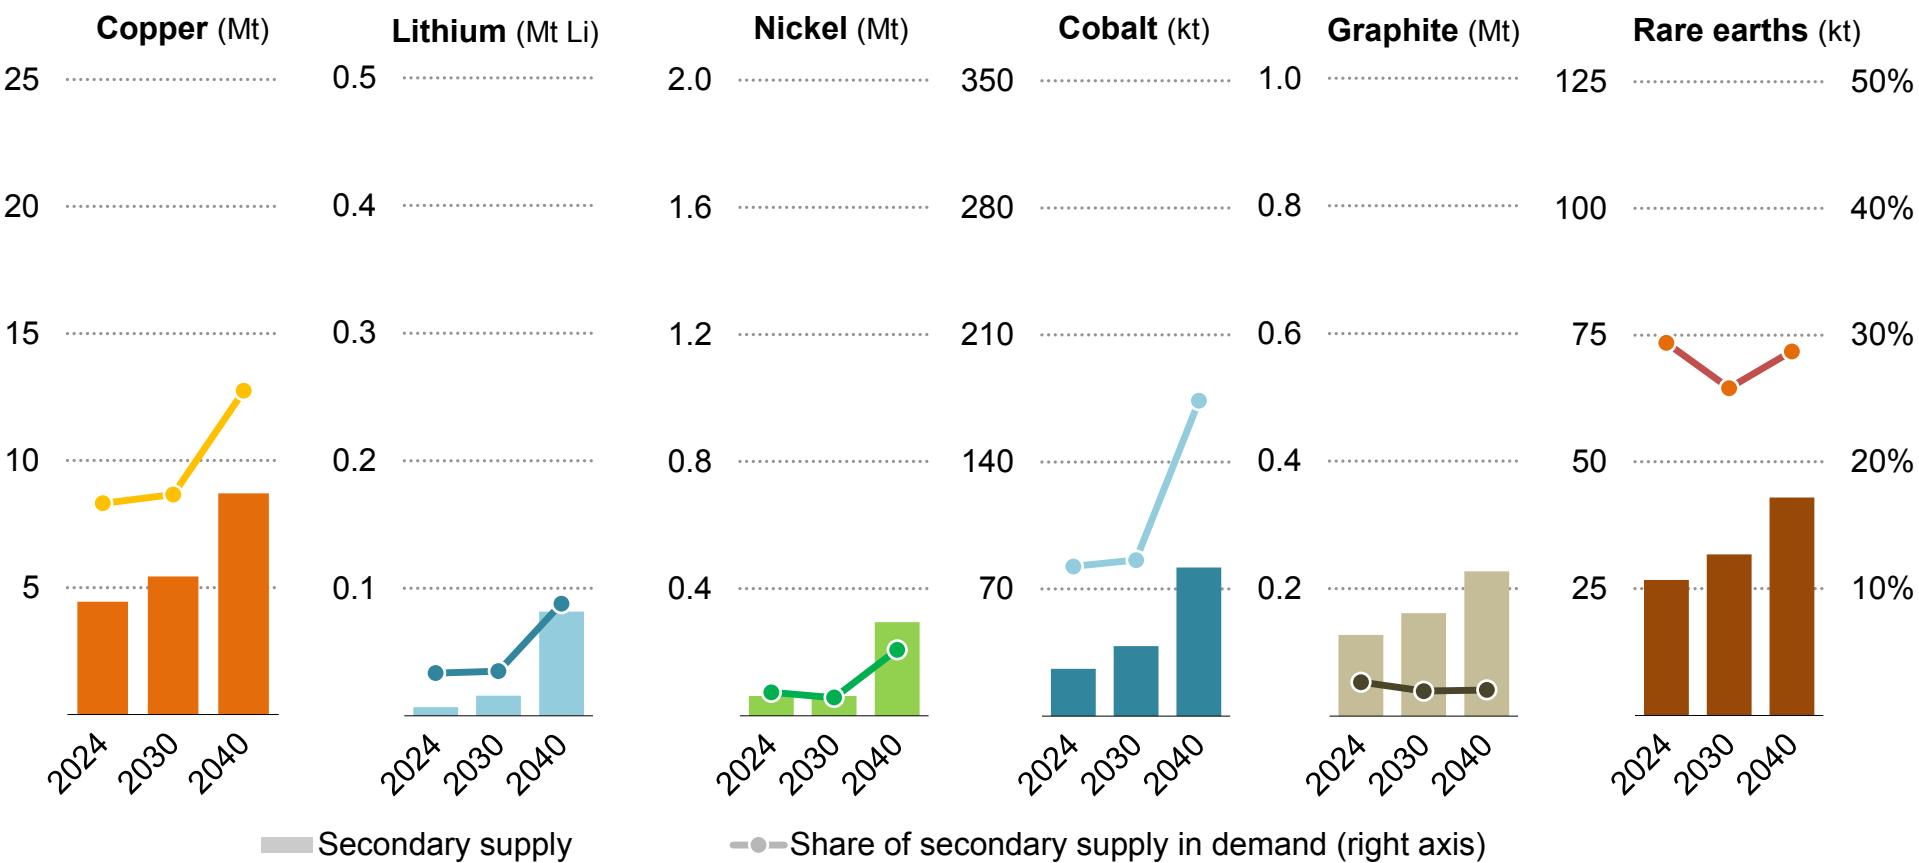 Copper (Mt)
Lithium (Mt Li)
Nickel (Mt)
Cobalt (kt)
Graphite (Mt)
Rare earths (kt)
25 0.5 2.0 350 1.0 125 50%
20 0.4 1.6 280 0.8 100 40%
15 0.3 1.2 210 0.6 75 30%
10 0.2 0.8 140 0.4 50 20%
5 0.1 0.4 70 0.2 25 10%
2024 2030 2040 2024 2030 2040 2024 2030 2040 2024 2030 2040 2024 2030 2040 2024 2030 2040
Secondary supply
Share of secondary supply in demand (right axis)